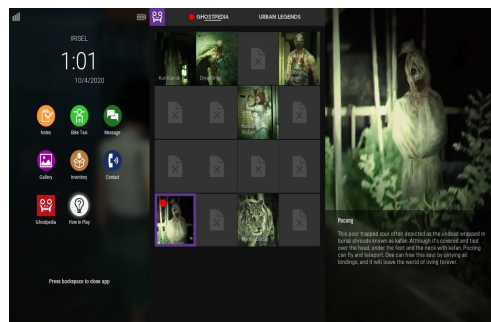 IRISEL
1:01
10/4/2020
Notes
Bike Taxi
Message
Gallery
Inventory
Contact
Ghostpedia
How to Play
Press backspace to close app
GHOSTPEDIA
URBAN LEGENDS
Kuntilanak
Pocong
This poor trapped soul often depicted as the undead wrapped in
burial shrouds known as kafan. Although it's covered and tied
over the head, under the feet and the neck with kafan, Pocong
can fly and teleport. One can free this soul by untying all
bindings, and it will leave the world of living forever.